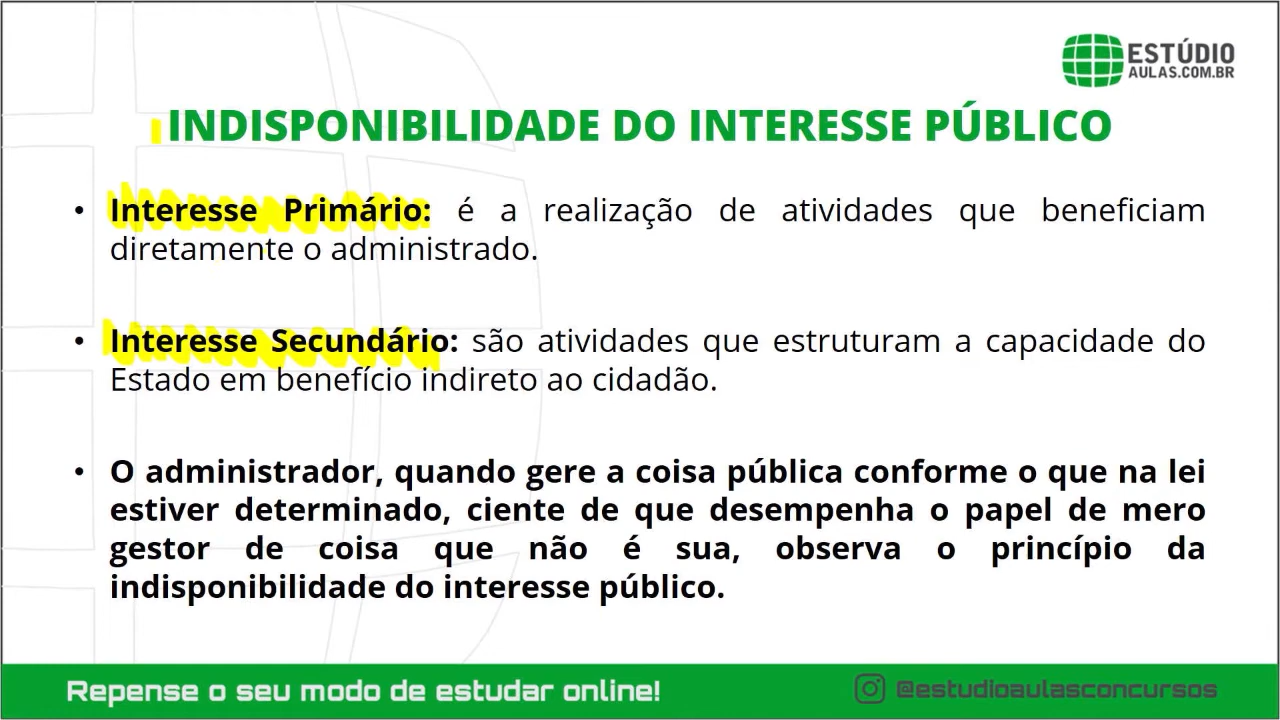 ESTÚDIO
AULAS.COM.BR
INDISPONIBILIDADE DO INTERESSE PÚBLICO
• Interesse Primário: é a realização de atividades que beneficiam
diretamente o administrado.
• Interesse Secundário: são atividades que estruturam a capacidade do
Estado em benefício indireto ao cidadão.
• O administrador, quando gere a coisa pública conforme o que na lei
estiver determinado, ciente de que desempenha o papel de mero
gestor de coisa que não é sua, observa o princípio da
indisponibilidade do interesse público.
Repense o seu modo de estudar online!
@estudioaulasconcursos